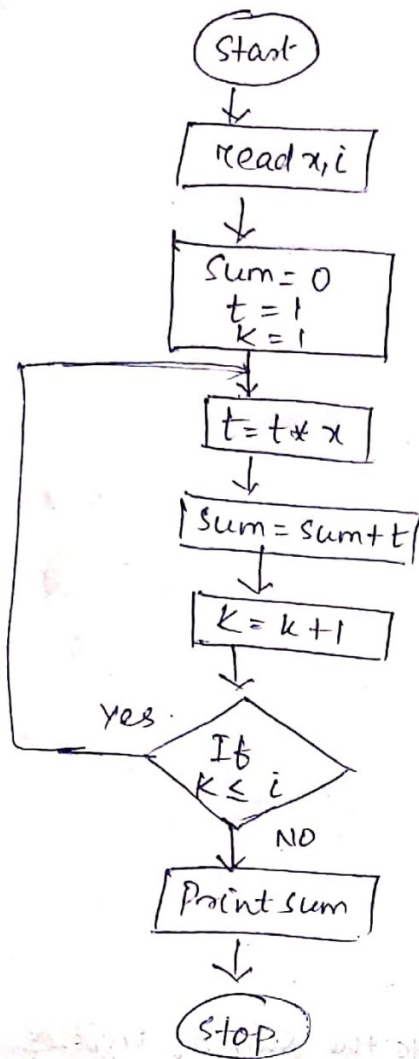 Start
read x, i
Sum = 0
t = 1
K = 1
t = t * x
Sum = Sum + t
K = k + 1
yes.
If
K ≤ i
NO
Print sum
Stop.